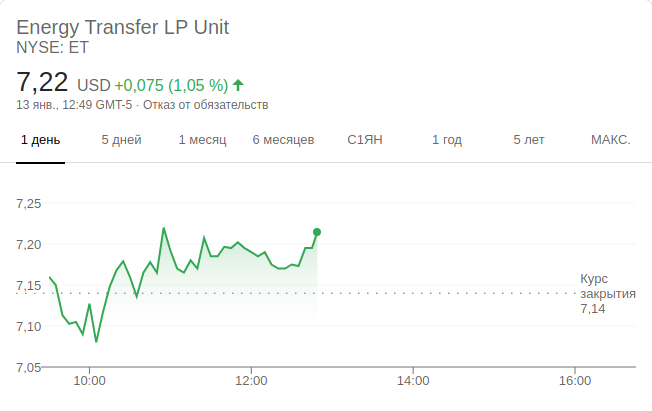 Energy Transfer LP Unit
NYSE: ET
7,22 USD +0,075 (1,05 %)
13 янв., 12:49 GMT-5 · Отказ от обязательств
1 день 5 дней 1 месяц 6 месяцев С1ЯН 1 год 5 лет МАКС.
7,25
7,20
7,15
7,10
7,05
Курс
закрытия
7,14
10:00 12:00 14:00 16:00